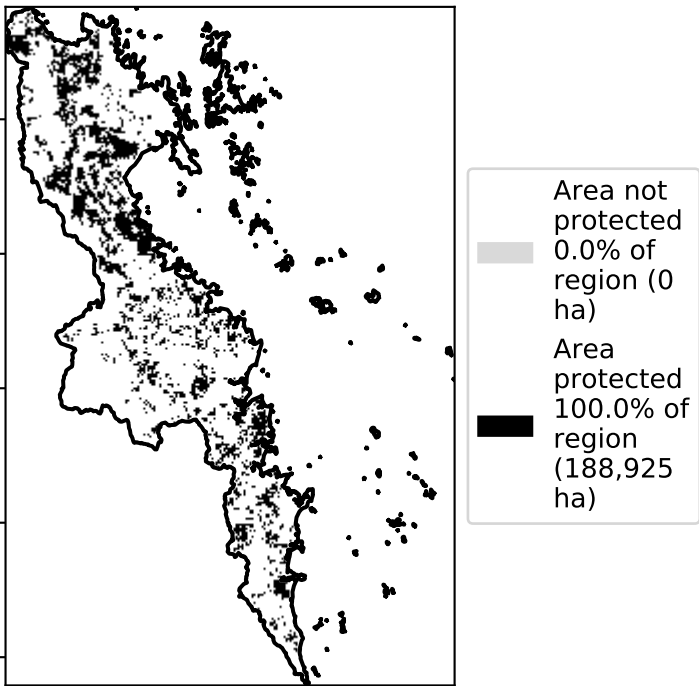 Area not
protected
0.0% of
region (0
ha)
Area
protected
100.0% of
region
(188,925
ha)